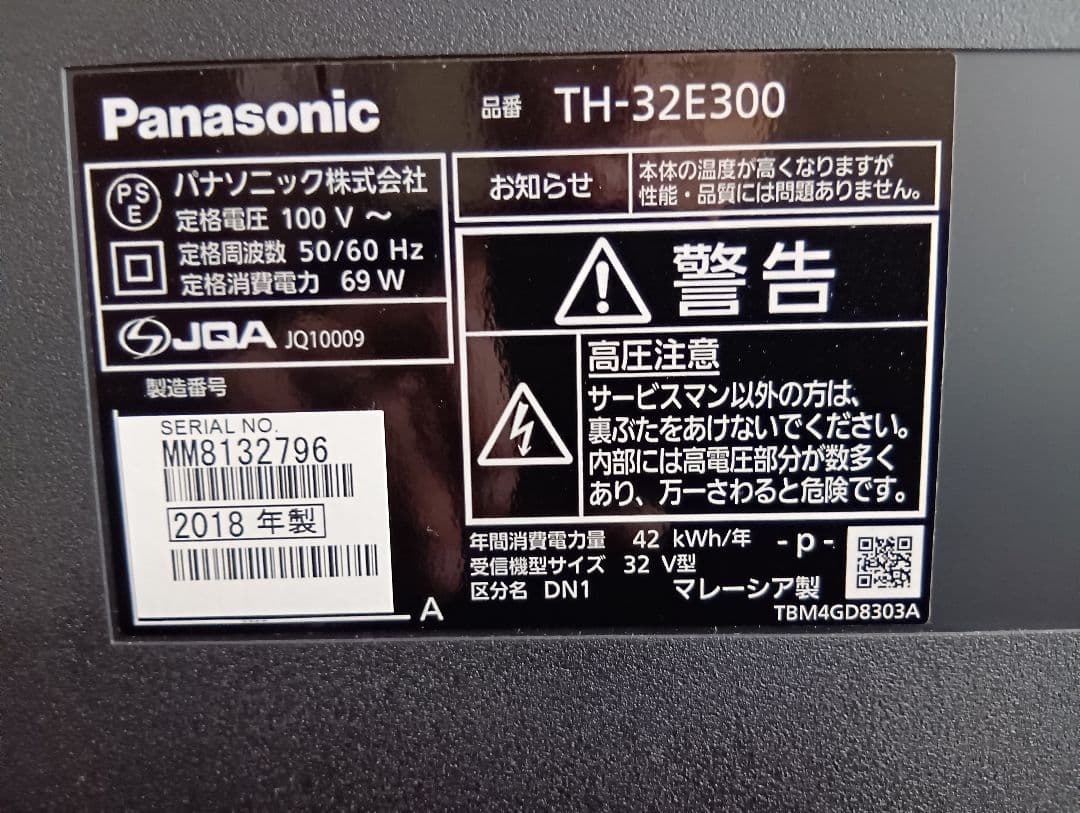 Panasonic
品番 TH-32E300
PS
E
パナソニック株式会社
定格電圧 100 V ～
定格周波数 50/60 Hz
定格消費電力 69 W
JQA JQ10009
製造番号
SERIAL NO.
MM8132796
2018 年製
A
お知らせ
本体の温度が高くなりますが
性能・品質には問題ありません。
警告
高圧注意
サービスマン以外の方は、
裏ぶたをあけないでください。
内部には高電圧部分が数多く
あり、万一さわると危険です。
年間消費電力量 42 kWh/年 -p-
受信機型サイズ 32 V型
区分名 DN1 マレーシア製
TBM4GD8303A